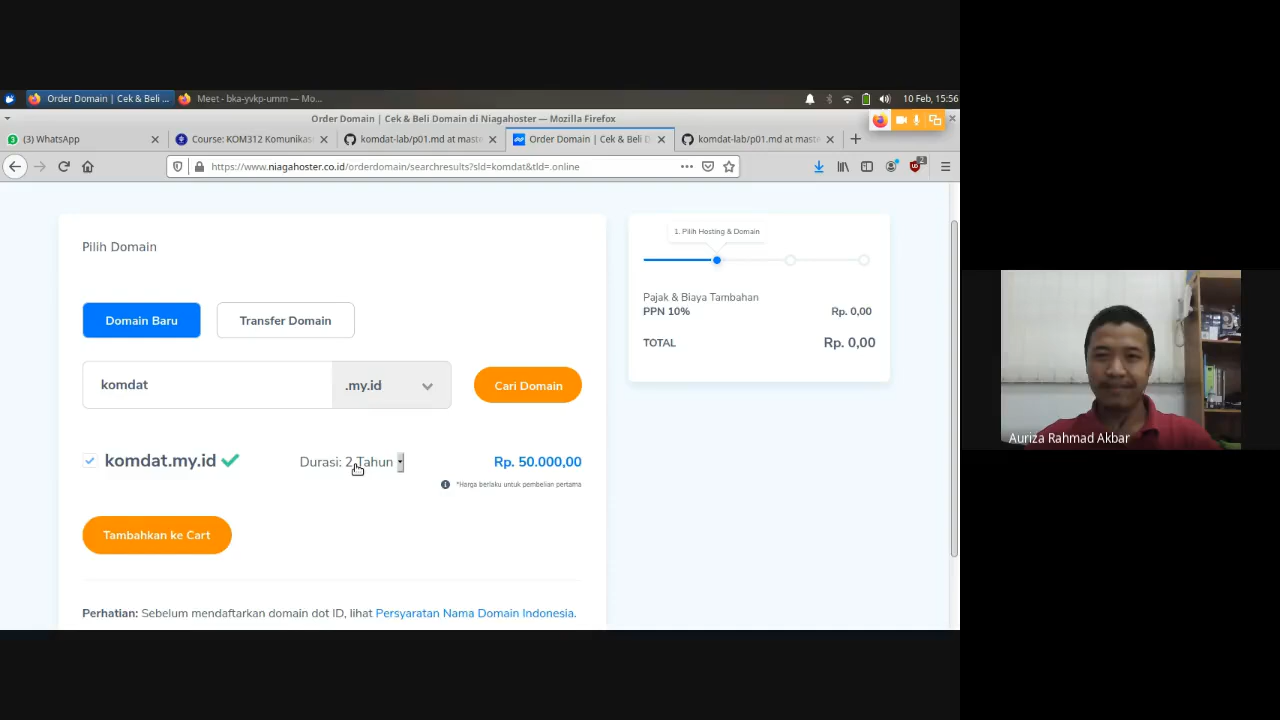 Order Domain | Cek & Beli ...
Meet - bka-yvkp-umm — Mo...
10 Feb, 15:56
Order Domain | Cek & Beli Domain di Niagahoster — Mozilla Firefox
(3) WhatsApp
Course: KOM312 Komunikas
komdat-lab/p01.md at maste
Order Domain | Cek & Beli D
komdat-lab/p01.md at maste
https://www.niagahoster.co.id/orderdomain/searchresults?sld=komdat&tld=.online
Pilih Domain
1. Pilih Hosting & Domain
Domain Baru
Transfer Domain
Pajak & Biaya Tambahan
PPN 10%
Rp. 0,00
TOTAL
Rp. 0,00
komdat
.my.id
Cari Domain
komdat.my.id
Durasi: 2 Tahun
Rp. 50.000,00
*Harga berlaku untuk pembelian pertama
Tambahkan ke Cart
Perhatian: Sebelum mendaftarkan domain dot ID, lihat Persyaratan Nama Domain Indonesia.
Auriza Rahmad Akbar